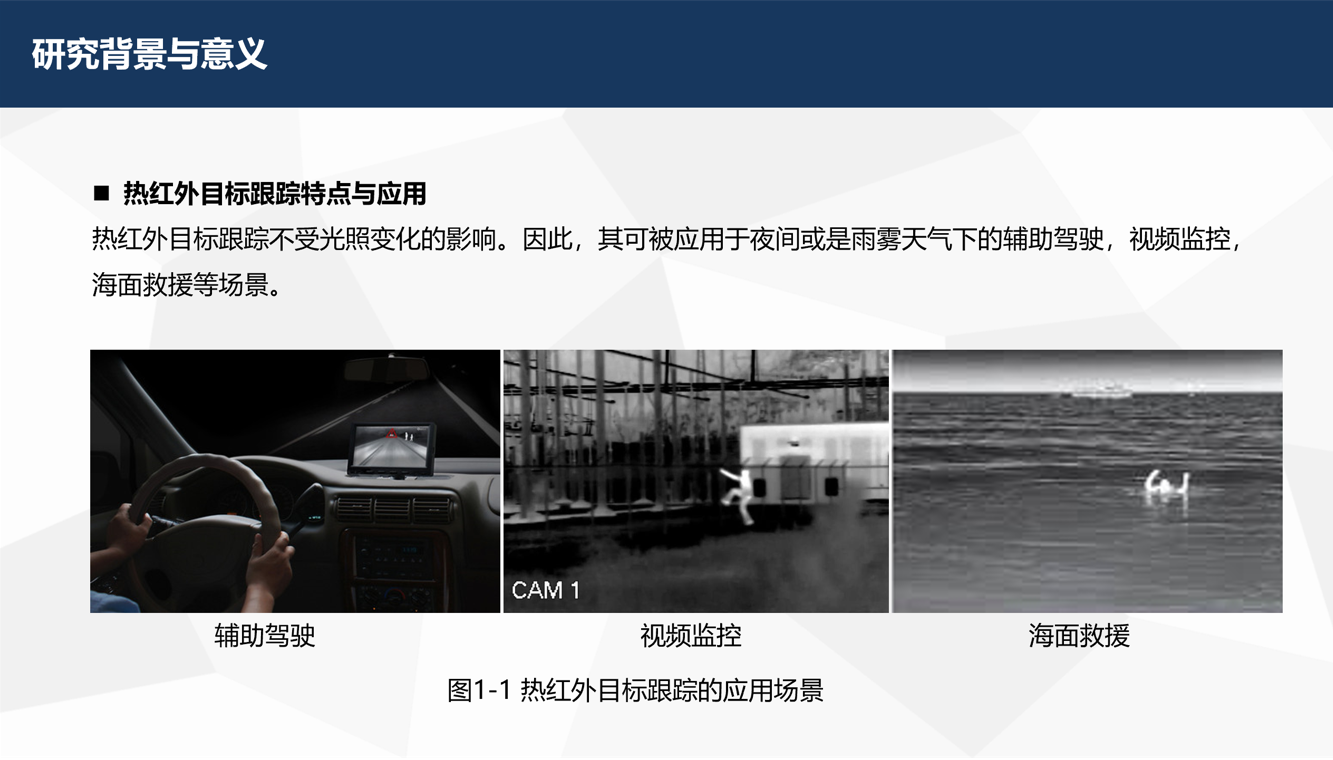 研究背景与意义
■ 热红外目标跟踪特点与应用
热红外目标跟踪不受光照变化的影响。因此，其可被应用于夜间或是雨雾天气下的辅助驾驶，视频监控，
海面救援等场景。
CAM 1
辅助驾驶
视频监控
海面救援
图1-1 热红外目标跟踪的应用场景